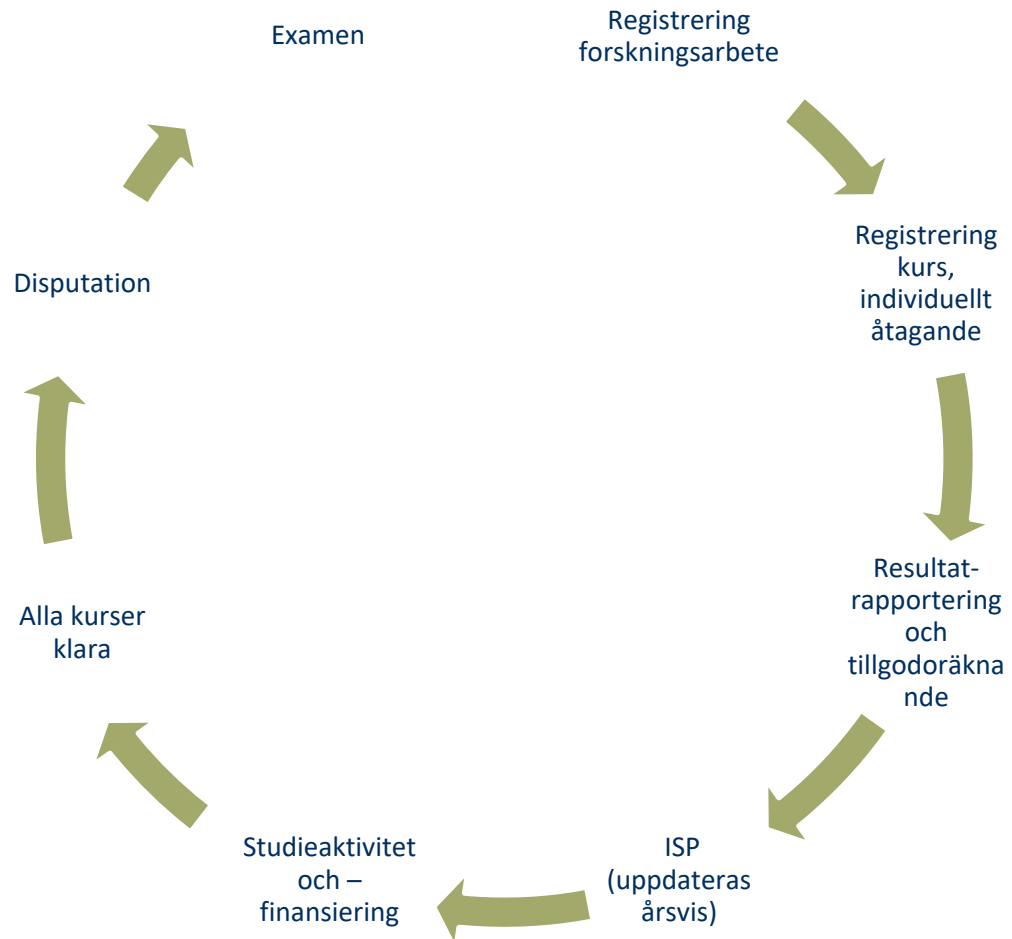 Examen
Registrering
forskningsarbete
Registrering
kurs,
individuellt
åtagande
Resultat-
rapportering
och
tillgodoräkna
nde
ISP
(uppdateras
årsvis)
Studieaktivitet
och –
finansiering
Alla kurser
klara
Disputation